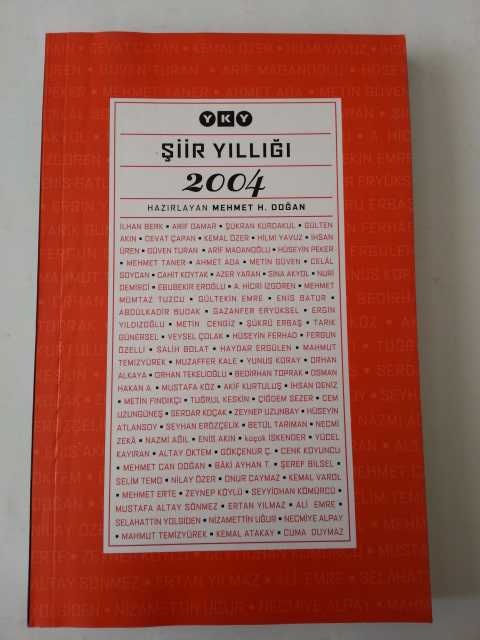 YKY
ŞİİR YILLIĞI
2004
HAZIRLAYAN MEHMET H. DOĞAN
İLHAN BERK • ARİF DAMAR • ŞÜKRAN KURDAKUL • GÜLTEN
AKIN • CEVAT ÇAPAN • KEMAL ÖZER • HİLMİ YAVUZ • İHSAN
ÜREN • GÜVEN TURAN • ARİF MADANOĞLU • HÜSEYİN PEKER
• MEHMET TANER • AHMET ADA • METİN GÜVEN • CELÂL
SOYCAN • CAHİT KOYTAK • AZER YARAN • SİNA AKYOL • NURİ
DEMİRCİ • EBUBEKİR EROĞLU • A. HİCRİ İZGÖREN • MEHMET
MÜMTAZ TUZCU • GÜLTEKİN EMRE • ENİS BATUR •
ABDÜLKADİR BUDAK • GAZANFER ERYÜKSEL • ERGİN
YILDIZOĞLU • METİN CENGİZ • ŞÜKRÜ ERBAŞ • TARIK
GÜNERSEL • VEYSEL ÇOLAK • HÜSEYİN FERHAD • FERGUN
ÖZELLİ • SALİH BOLAT • HAYDAR ERGÜLEN • MAHMUT
TEMİZYÜREK • MUZAFFER KALE • YUNUS KORAY • ORHAN
ALKAYA • ORHAN TEKELİOĞLU • BEDİRHAN TOPRAK • OSMAN
HAKAN A. • MUSTAFA KÖZ • AKİF KURTULUŞ • İHSAN DENİZ
• METİN FINDIKÇI • TUĞRUL KESKİN • ÇİĞDEM SEZER • CEM
UZUNGÜNEŞ • SERDAR KOÇAK • ZEYNEP UZUNBAY • HÜSEYİN
ATLANSOY • SEYHAN ERÖZÇELİK • BETÜL TARIMAN • NECMİ
ZEKÂ • NAZMİ AĞIL • ENİS AKIN • küçük İSKENDER • YÜCEL
KAYIRAN • ALTAY ÖKTEM • GÖKÇENUR Ç. • CENK KOYUNCU
• MEHMET CAN DOĞAN • BÂKİ AYHAN T. • ŞEREF BİLSEL •
SELİM TEMO • NİLAY ÖZER • ONUR CAYMAZ • KEMAL VAROL
• MEHMET ERTE • ZEYNEP KÖYLÜ • SEYYİDHAN KÖMÜRCÜ •
MUSTAFA ALTAY SÖNMEZ • ERTAN YILMAZ • ALİ EMRE •
SELAHATTİN YOLGİDEN • NİZAMETTİN UĞUR • NECMİYE ALPAY
• MAHMUT TEMİZYÜREK • KEMAL ATAKAY • CUMA DUYMAZ